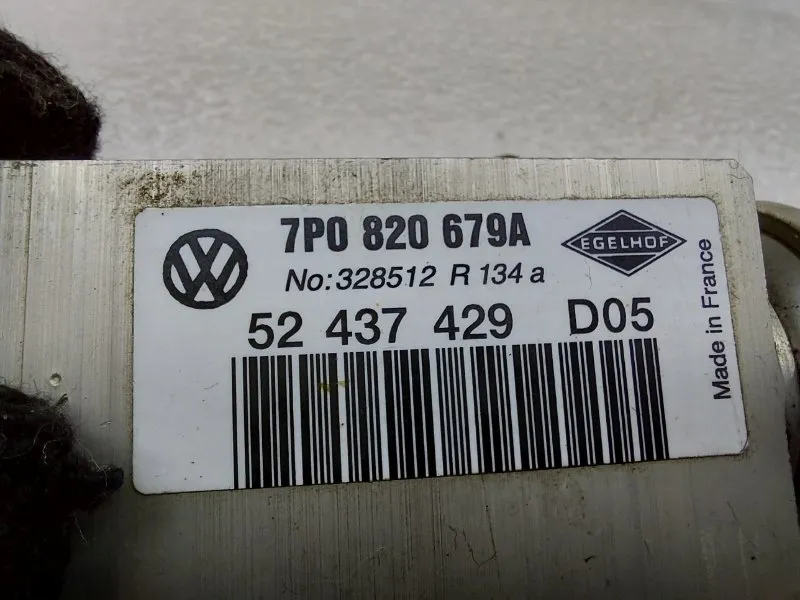 7P0 820 679A
EGELHOF
No:328512 R 134 a
52 437 429 D05
Made in France